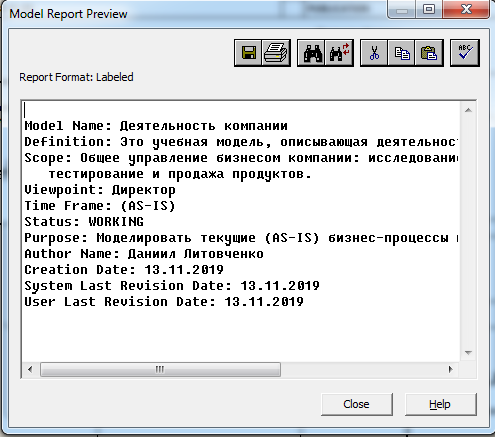 Model Report Preview
ABC
Report Format: Labeled
Model Name: Деятельность компании
Definition: Это учебная модель, описывающая
Scope: Общее управление бизнесом компании: исследование
тестирование и продажа продуктов.
Viewpoint: Директор
Time Frame: (AS-IS)
Status: WORKING
Purpose: Моделировать текущие (AS-IS) бизнес-процессы
Author Name: Даниил Литовченко
Creation Date: 13.11.2019
System Last Revision Date: 13.11.2019
User Last Revision Date: 13.11.2019
Close
Help